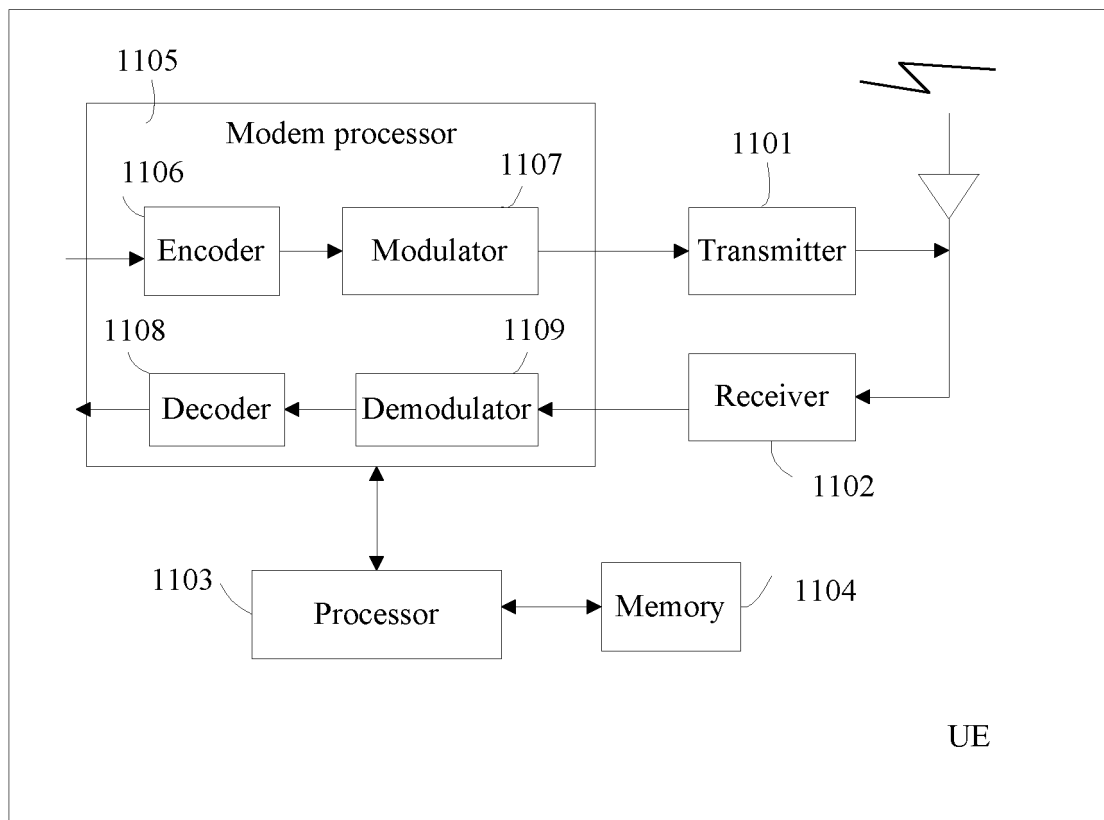 1105
Modem processor
1106
1107
1101
Encoder
Modulator
Transmitter
1108
1109
Decoder
Demodulator
Receiver
1102
1103
Processor
Memory
1104
UE